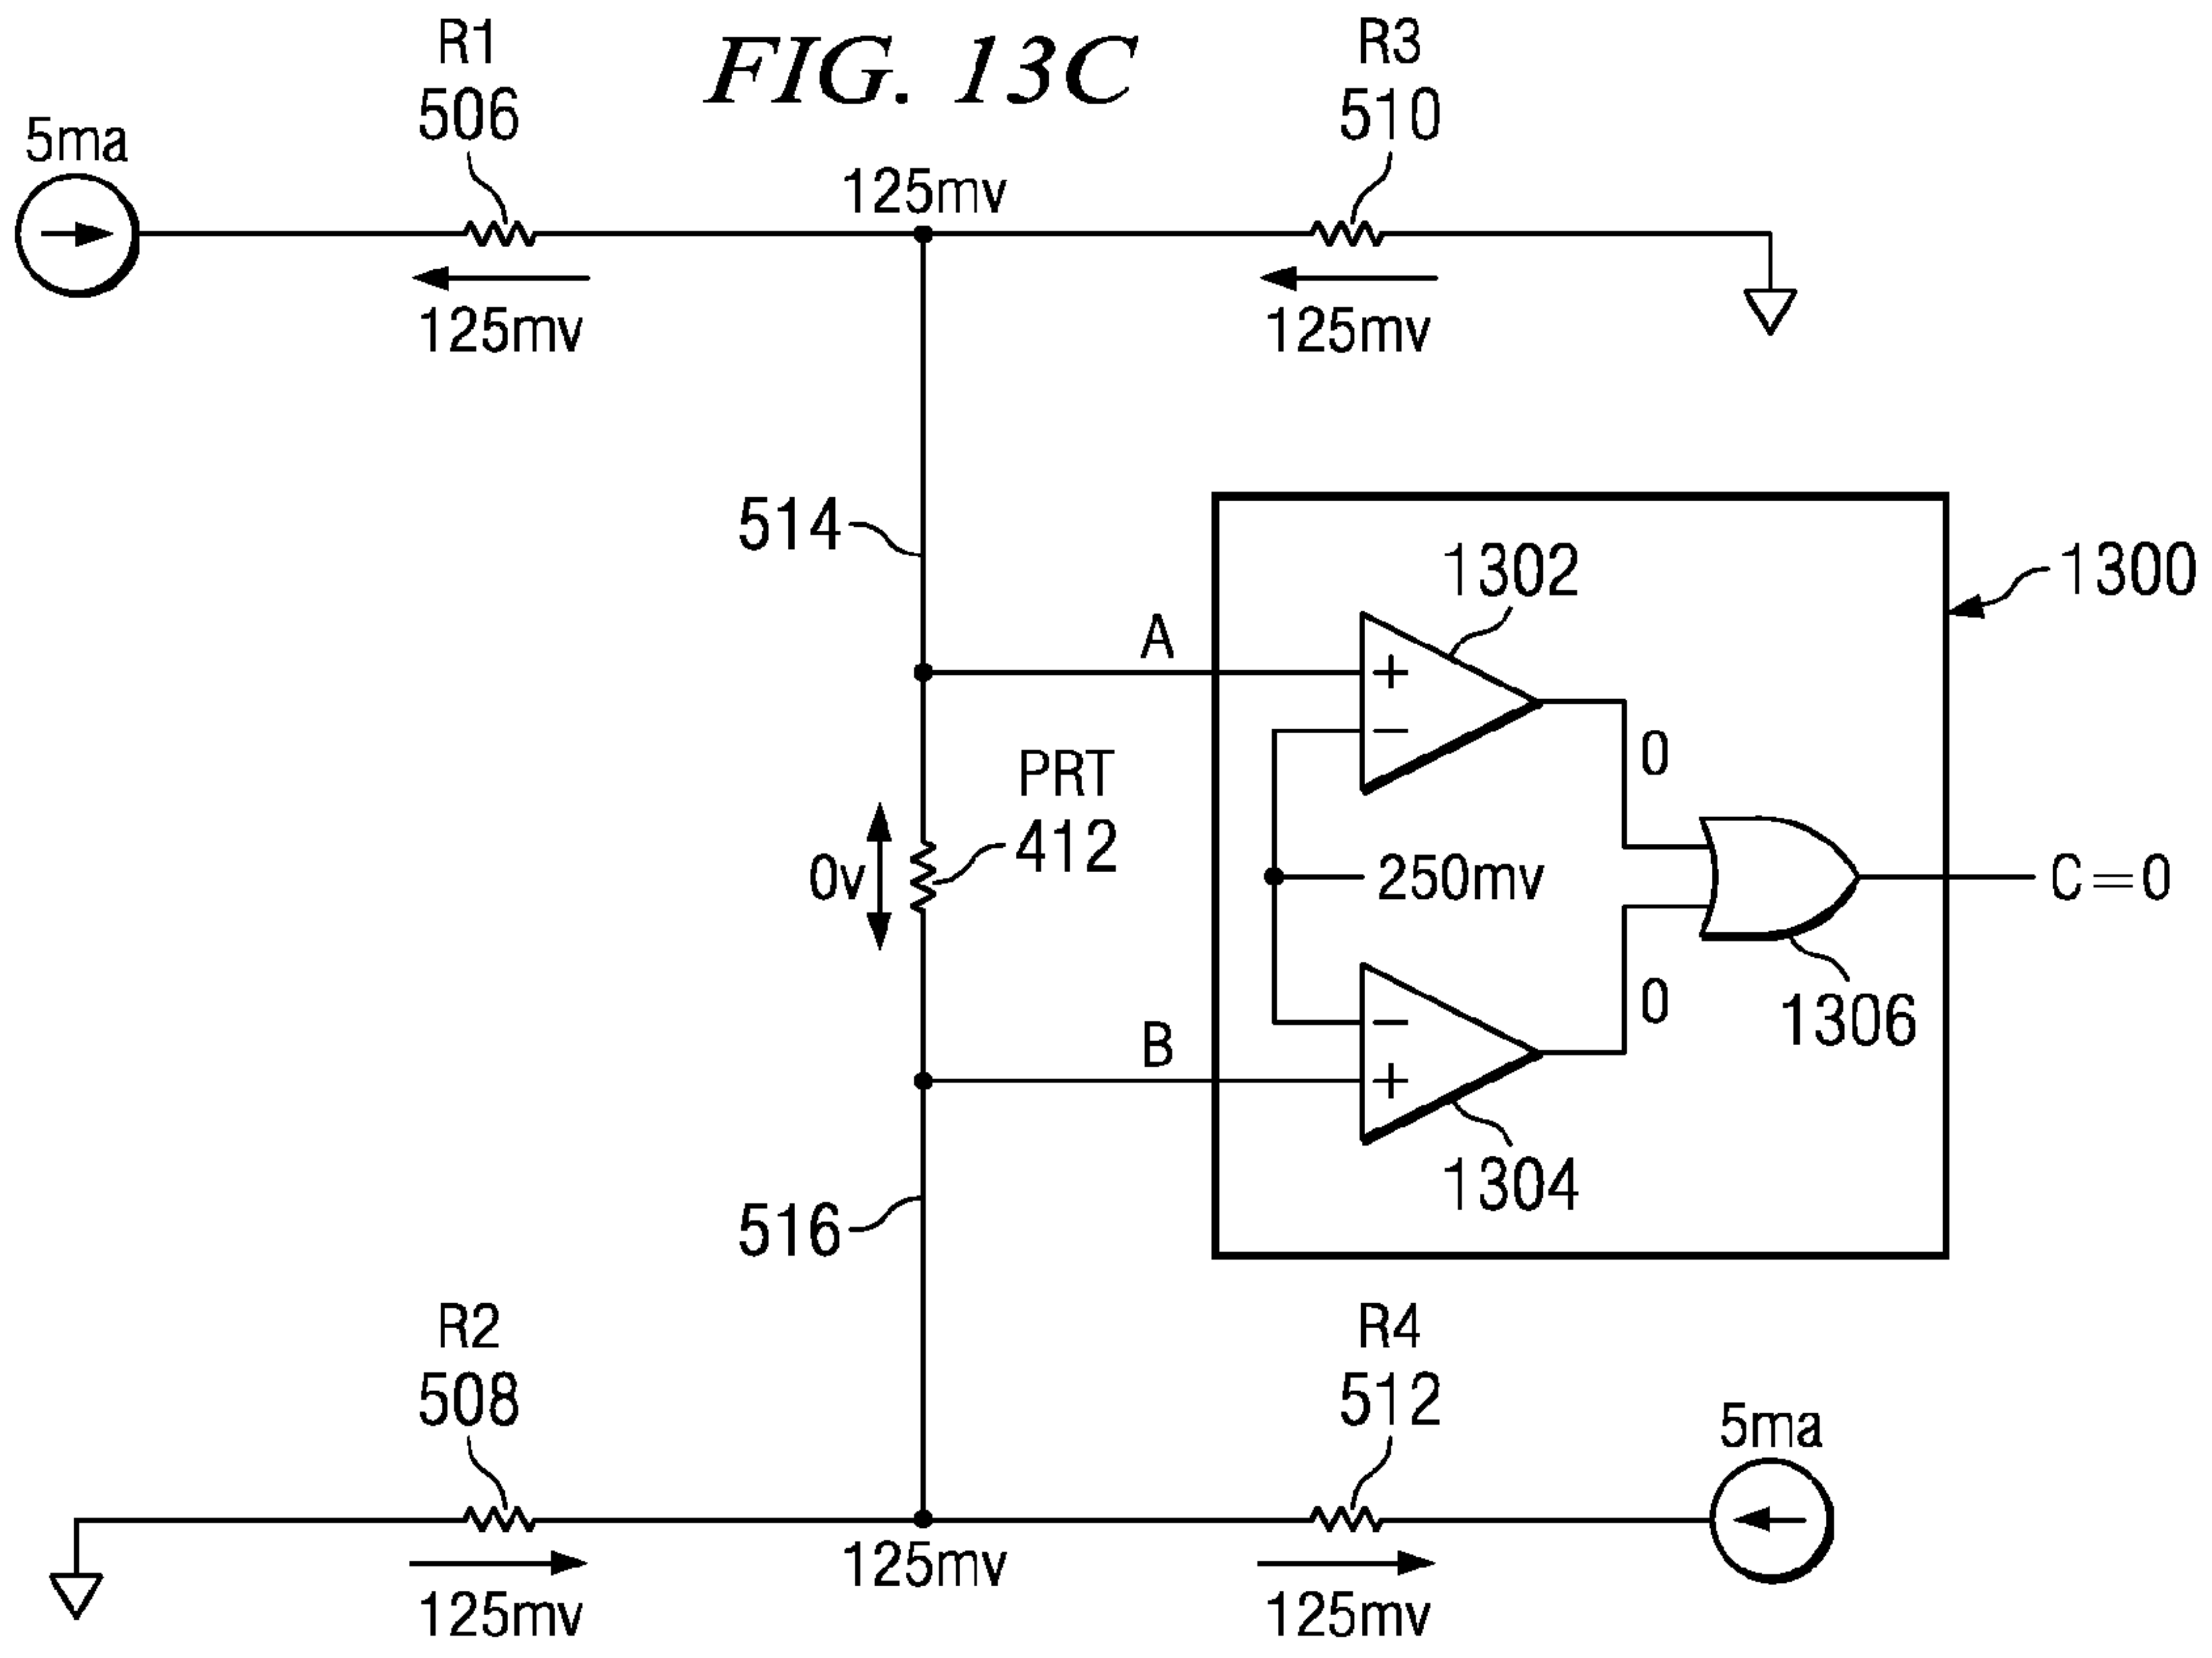 FIG. 13C
R1
506
R3
510
5ma
125mv
125mv
125mv
514
1302
1300
A
+
−
0
PRT
412
0v
250mv
C=0
B
−
+
0
1306
1304
516
R2
508
R4
512
5ma
125mv
125mv
125mv